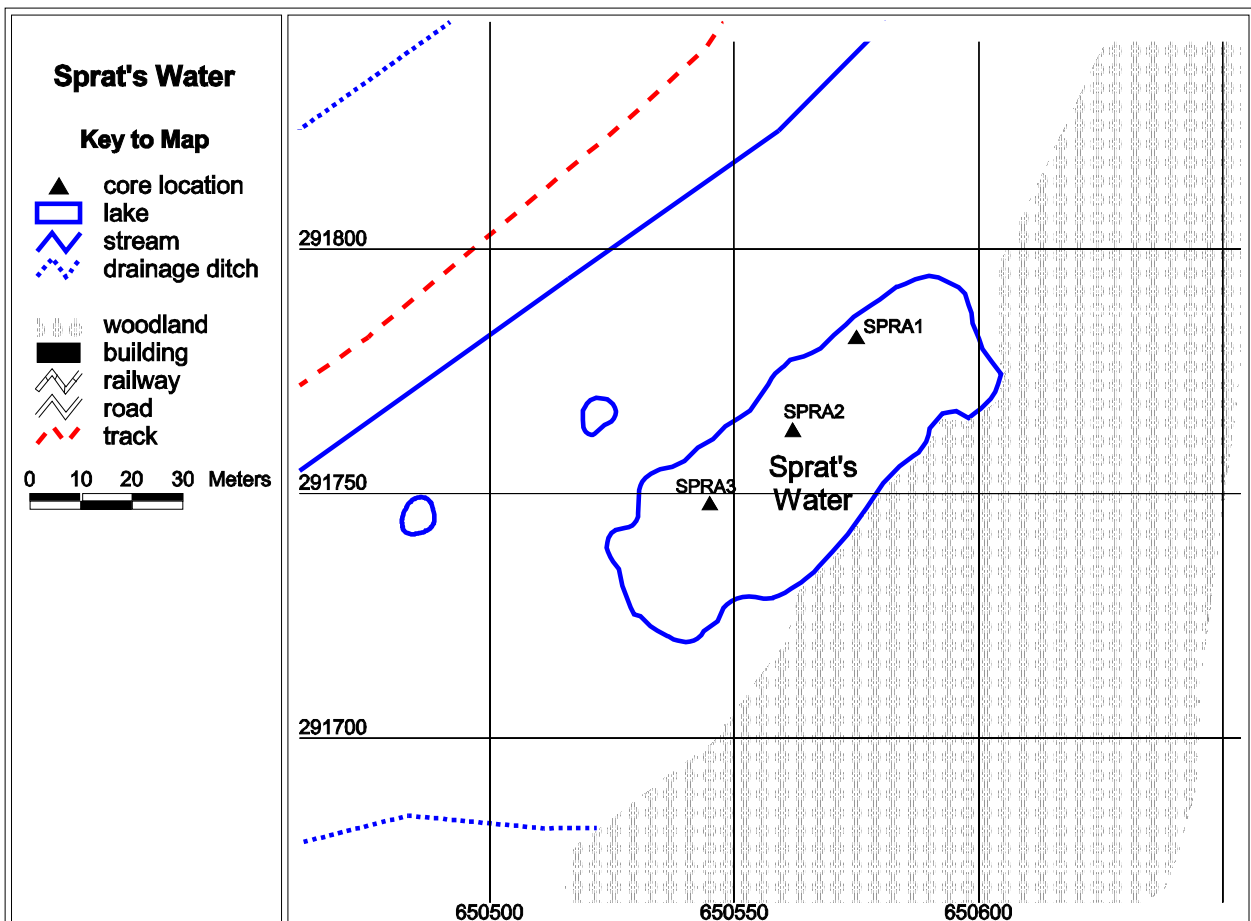 Sprat's Water
Key to Map
core location
lake
stream
drainage ditch
woodland
building
railway
road
track
0 10 20 30 Meters
291800
SPRA1
SPRA2
Sprat's
Water
SPRA3
291750
291700
650500 650550 650600